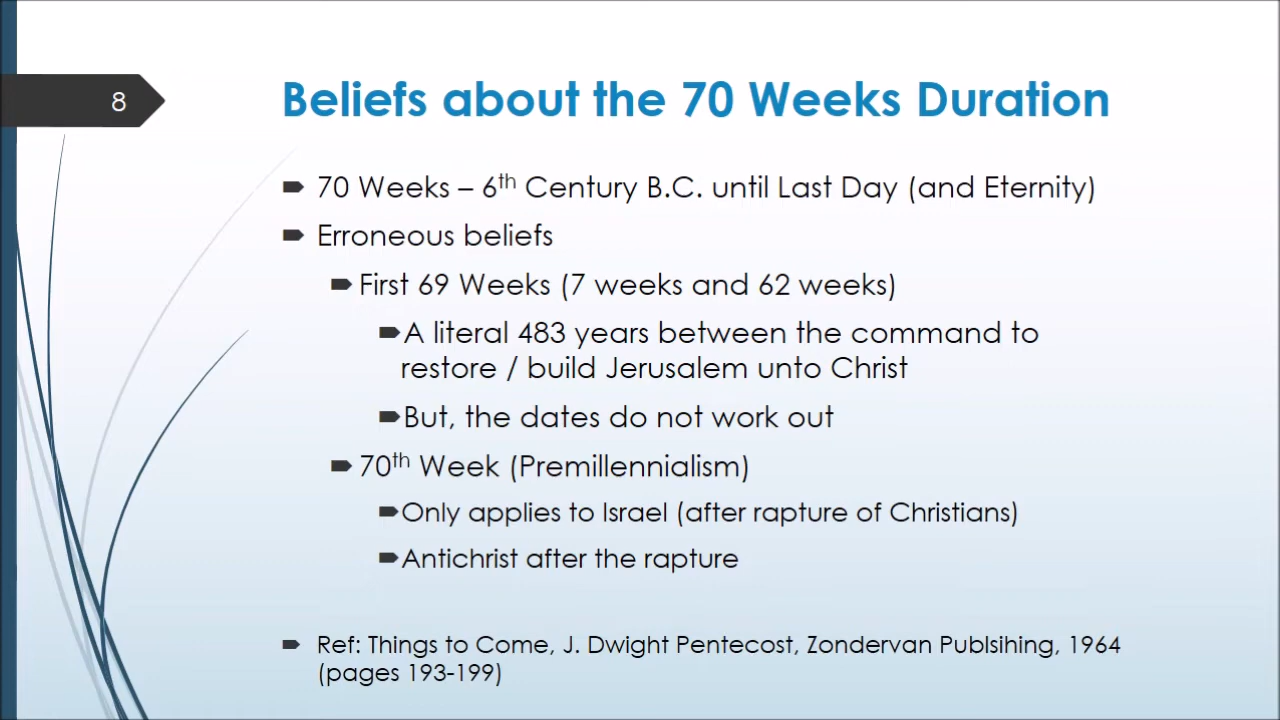 8
Beliefs about the 70 Weeks Duration
70 Weeks – 6th Century B.C. until Last Day (and Eternity)
Erroneous beliefs
First 69 Weeks (7 weeks and 62 weeks)
A literal 483 years between the command to
restore / build Jerusalem unto Christ
But, the dates do not work out
70th Week (Premillennialism)
Only applies to Israel (after rapture of Christians)
Antichrist after the rapture
Ref: Things to Come, J. Dwight Pentecost, Zondervan Publsihing, 1964
(pages 193-199)